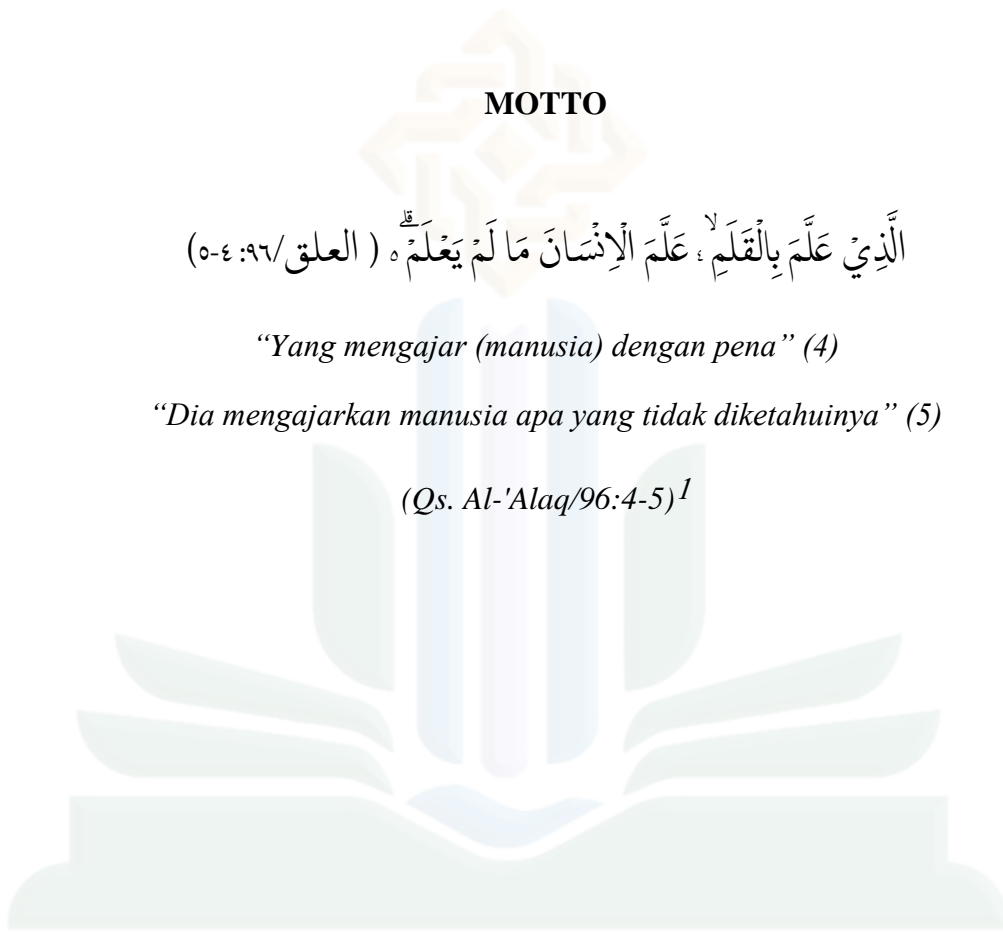 MOTTO
الَّذِيْ عَلَّمَ بِالْقَلَمِۙ ٤ عَلَّمَ الْاِنْسَانَ مَا لَمْ يَعْلَمْۗ ٥ ( العلق/٩٦: ٤-٥)
“Yang mengajar (manusia) dengan pena” (4)
“Dia mengajarkan manusia apa yang tidak diketahuinya” (5)
(Qs. Al-'Alaq/96:4-5)1